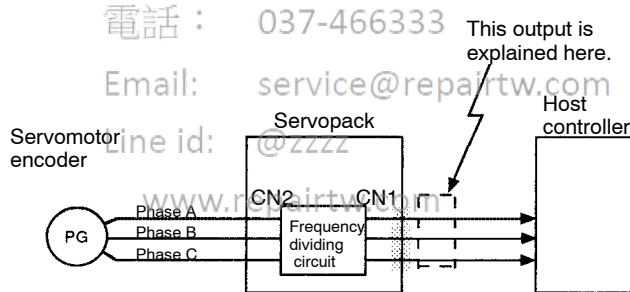 電話： 037-466333
This output is
explained here.
Email: service@repairtw.com
Host
controller
Servopack
Servomotor
encoder
Line id: @zzzz
www.repairtw.com
CN2 CN1
Phase A
Phase B
Phase C
PG
Frequency
dividing
circuit